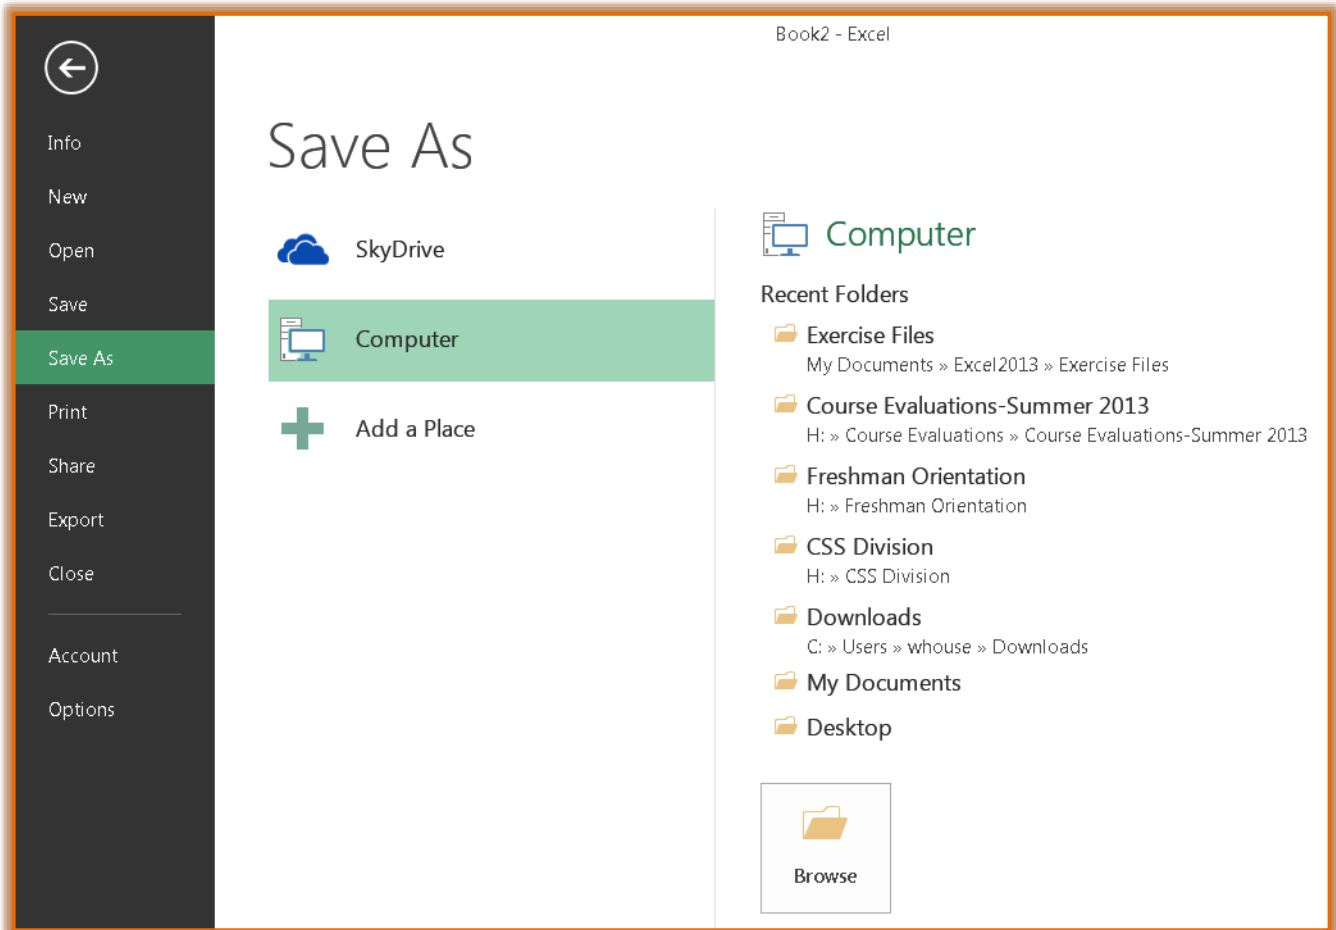 Book2 - Excel
Info
New
Open
Save
Save As
Print
Share
Export
Close
Account
Options
Save As
SkyDrive
Computer
Add a Place
Computer
Recent Folders
Exercise Files
My Documents » Excel2013 » Exercise Files
Course Evaluations-Summer 2013
H: » Course Evaluations » Course Evaluations-Summer 2013
Freshman Orientation
H: » Freshman Orientation
CSS Division
H: » CSS Division
Downloads
C: » Users » whouse » Downloads
My Documents
Desktop
Browse